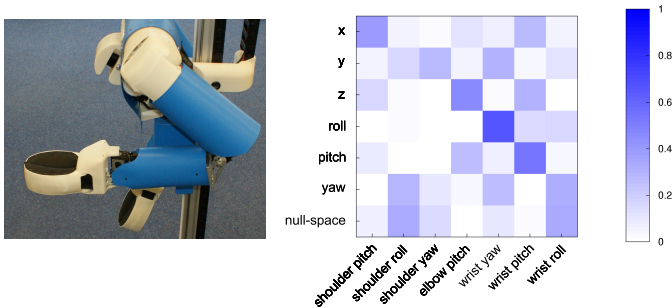 x
y
z
roll
pitch
yaw
null-space
shoulder pitch
shoulder roll
shoulder yaw
elbow pitch
wrist yaw
wrist pitch
wrist roll
1
0.8
0.6
0.4
0.2
0